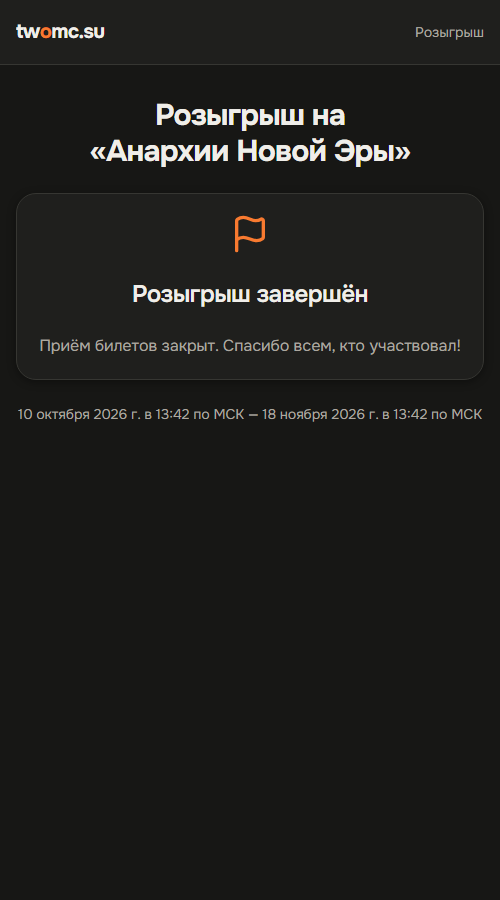 twomc.su
Розыгрыш
Розыгрыш на
«Анархии Новой Эры»
Розыгрыш завершён
Приём билетов закрыт. Спасибо всем, кто участвовал!
10 октября 2026 г. в 13:42 по МСК — 18 ноября 2026 г. в 13:42 по МСК